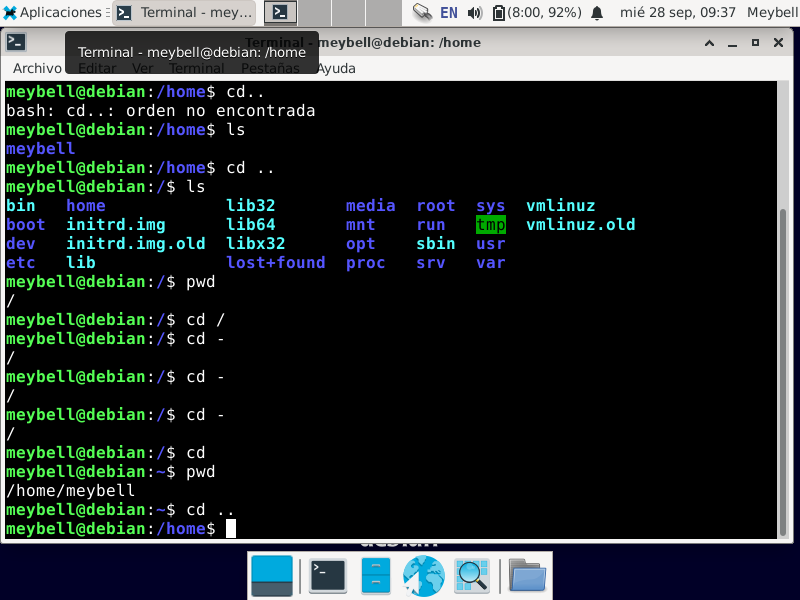 Aplicaciones
Terminal - mey...
EN
(8:00, 92%)
mié 28 sep, 09:37
Meybell
Terminal - meybell@debian: /home
Terminal - meybell@debian: /home
Archivo Editar Ver Terminal Pestañas Ayuda
meybell@debian:/home$ cd..
bash: cd..: orden no encontrada
meybell@debian:/home$ ls
meybell
meybell@debian:/home$ cd ..
meybell@debian:/$ ls
bin home lib32 media root sys vmlinuz
boot initrd.img lib64 mnt run tmp vmlinuz.old
dev initrd.img.old libx32 opt sbin usr
etc lib lost+found proc srv var
meybell@debian:/$ pwd
/
meybell@debian:/$ cd /
meybell@debian:/$ cd -
/
meybell@debian:/$ cd -
/
meybell@debian:/$ cd -
/
meybell@debian:/$ cd
meybell@debian:~$ pwd
/home/meybell
meybell@debian:~$ cd ..
meybell@debian:/home$